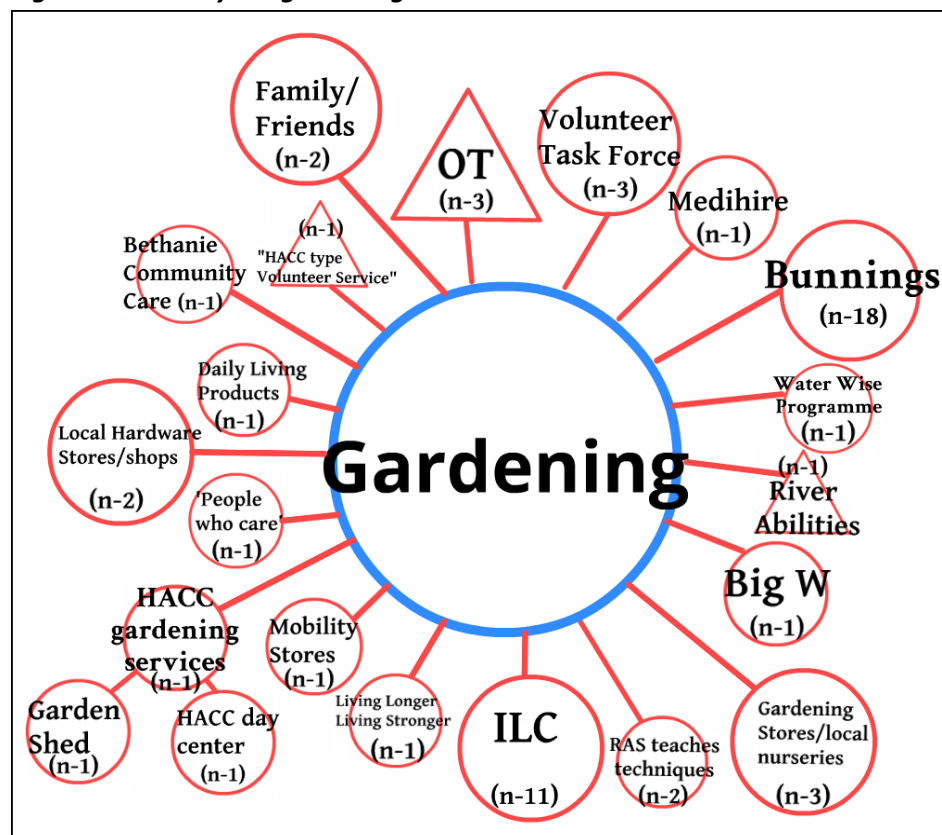 Family/
Friends
(n-2)
OT
(n-3)
Volunteer
Task Force
(n-3)
Medihire
(n-1)
Bunnings
(n-18)
Water Wise
Programme
(n-1)
(n-1)
River
Abilities
Big W
(n-1)
Gardening
Stores/local
nurseries
(n-3)
RAS teaches
techniques
(n-2)
ILC
(n-11)
Living Longer
Living Stronger
(n-1)
Mobility
Stores
(n-1)
HACC
gardening
services
(n-1)
HACC day
center
(n-1)
Garden
Shed
(n-1)
'People
who care'
(n-1)
Local Hardware
Stores/shops
(n-2)
Daily Living
Products
(n-1)
Bethanie
Community
Care (n-1)
(n-1)
"HACC type
Volunteer Service"
Gardening